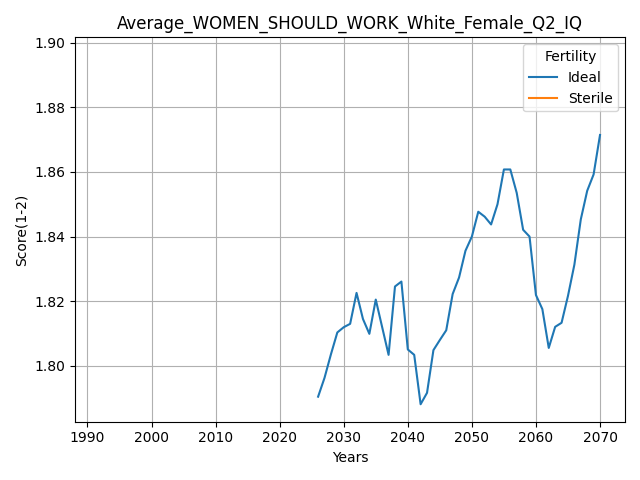 Average_WOMEN_SHOULD_WORK_White_Female_Q2_IQ
Fertility
Ideal
Sterile
Score(1-2)
1.90
1.88
1.86
1.84
1.82
1.80
1990 2000 2010 2020 2030 2040 2050 2060 2070
Years